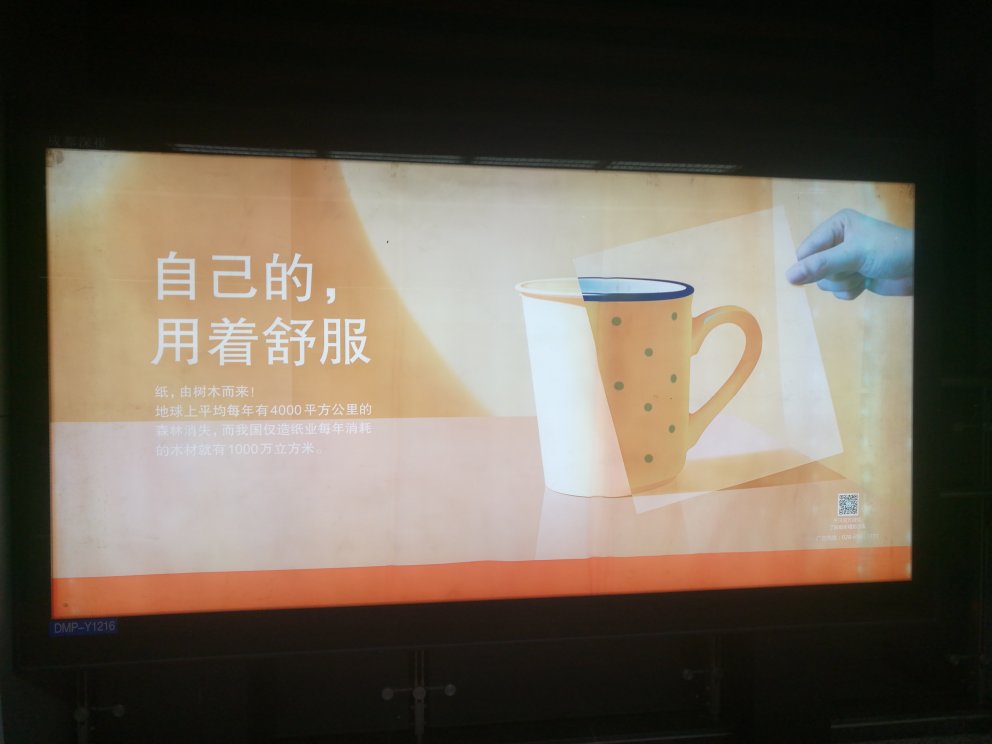 自己的，
用着舒服
纸，由树木而来！
地球上平均每年有4000平方公里的
森林消失，而我国仅造纸业每年消耗
的木材就有1000万立方米。
DMP-Y1216